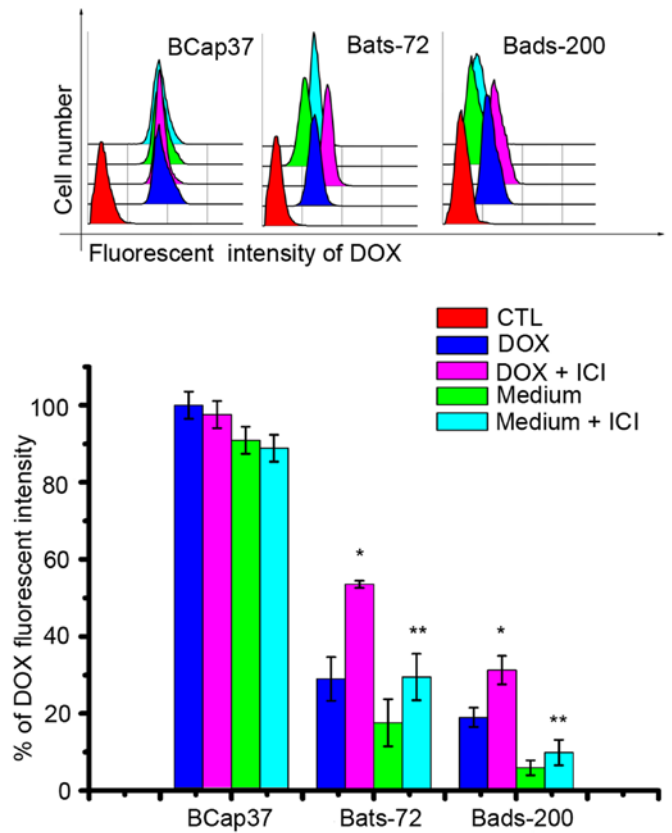 BCap37 Bats-72 Bads-200
Cell number
Fluorescent intensity of DOX
CTL
DOX
DOX + ICI
Medium
Medium + ICI
% of DOX fluorescent intensity
100
80
60
40
20
0
*
**
*
**
BCap37 Bats-72 Bads-200